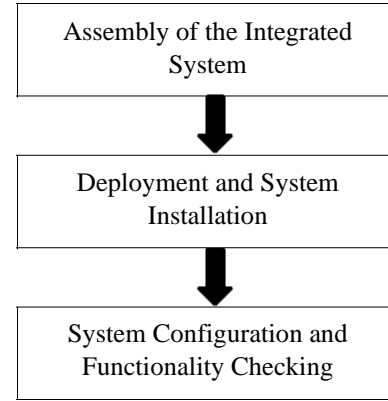 Assembly of the Integrated
System
Deployment and System
Installation
System Configuration and
Functionality Checking